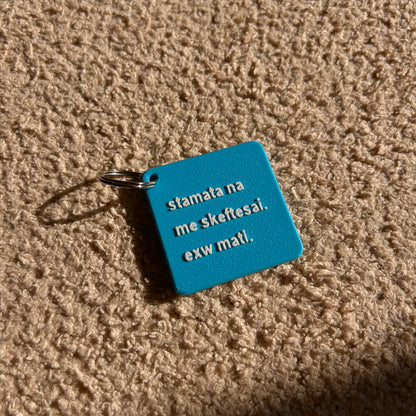 stamata na
me skeftesai.
exw mati.